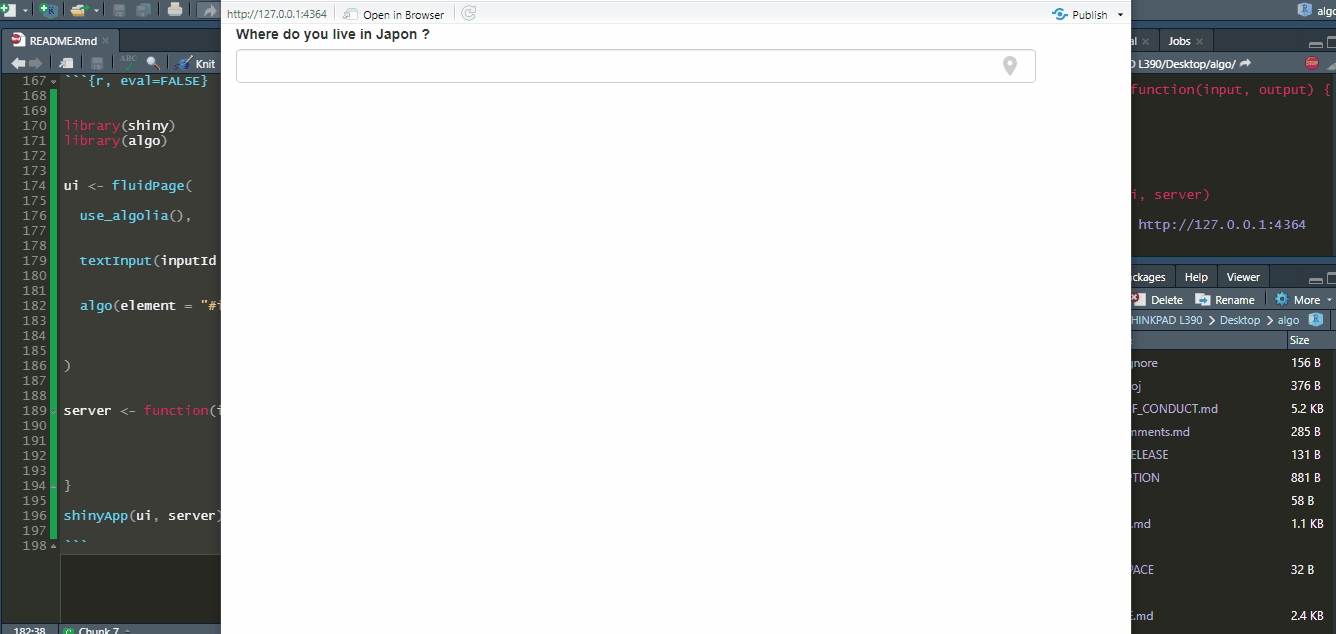 http://127.0.0.1:4364 Open in Browser Publish
Where do you live in Japon ?
README.Rmd
ABC Knit
167 ```{r, eval=FALSE}
168
169
170 library(shiny)
171 library(algo)
172
173
174 ui <- fluidPage(
175
176 use_algolia(),
177
178
179 textInput(inputId
180
181
182 algo(element = "#i
183
184
185
186 )
187
188
189 server <- function(i
190
191
192
193
194 }
195
196 shinyApp(ui, server)
197
198 ```
182:38 Chunk 7
algo
al Jobs
L390/Desktop/algo/
STOP
function(input, output) {
i, server)
http://127.0.0.1:4364
ckages Help Viewer
Delete Rename More
HINKPAD L390 Desktop algo
Size
gnore 156 B
oj 376 B
F_CONDUCT.md 5.2 KB
mments.md 285 B
ELEASE 131 B
PTION 881 B
58 B
.md 1.1 KB
PACE 32 B
E.md 2.4 KB